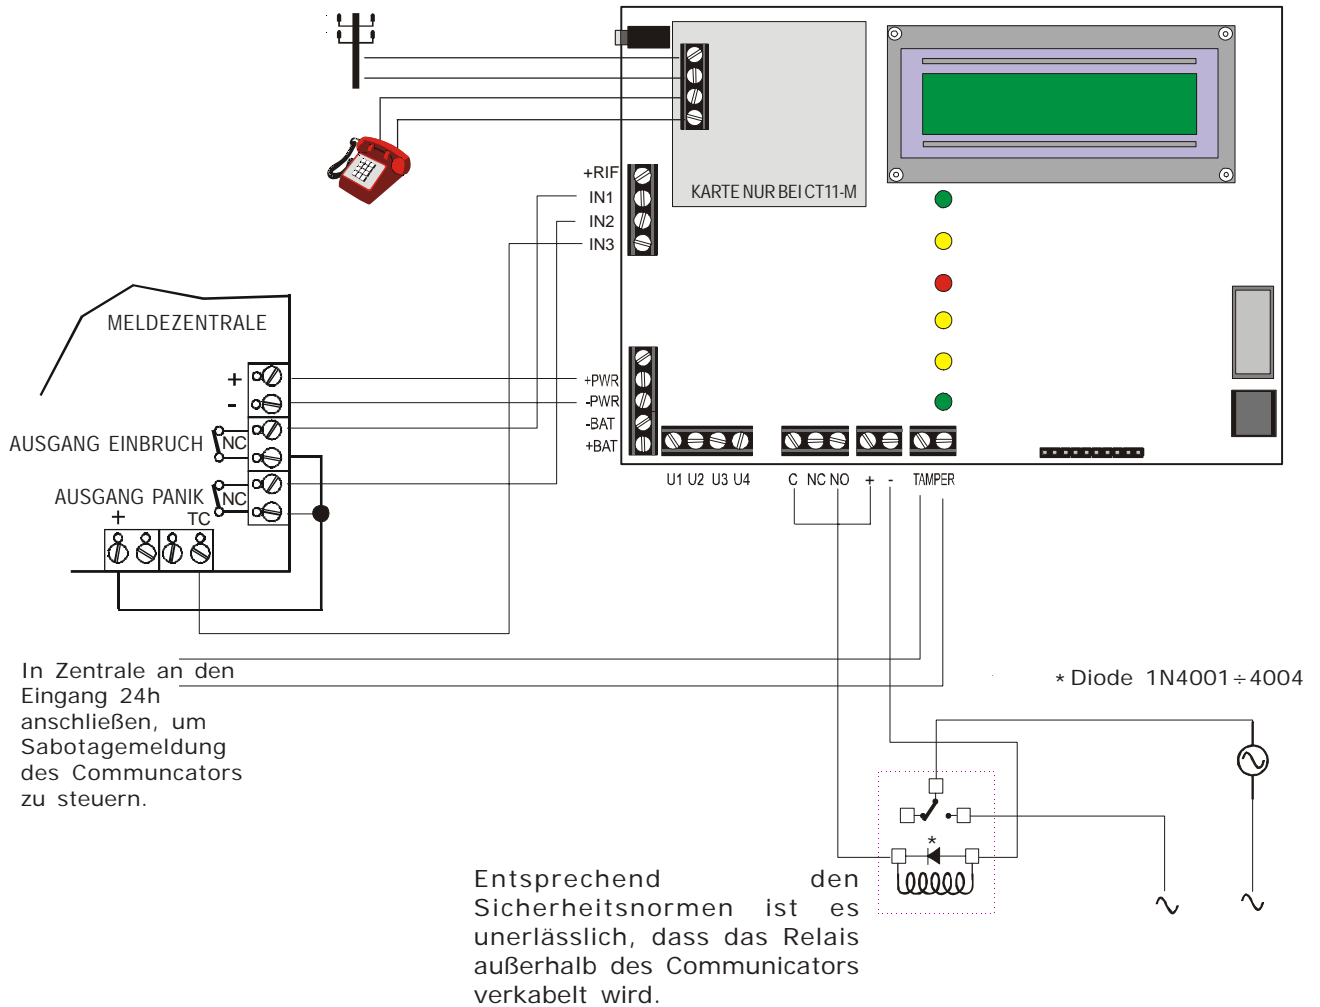 KARTE NUR BEI CT11-M
+RIF
IN1
IN2
IN3
MELDEZENTRALE
+
-
AUSGANG EINBRUCH
NC
AUSGANG PANIK
NC
+
TC
+PWR
-PWR
-BAT
+BAT
U1 U2 U3 U4
C NC NO + - TAMPER
In Zentrale an den
Eingang 24h
anschließen, um
Sabotagemeldung
des Communcators
zu steuern.
* Diode 1N4001÷4004
*
Entsprechend den
Sicherheitsnormen ist es
unerlässlich, dass das Relais
außerhalb des Communicators
verkabelt wird.